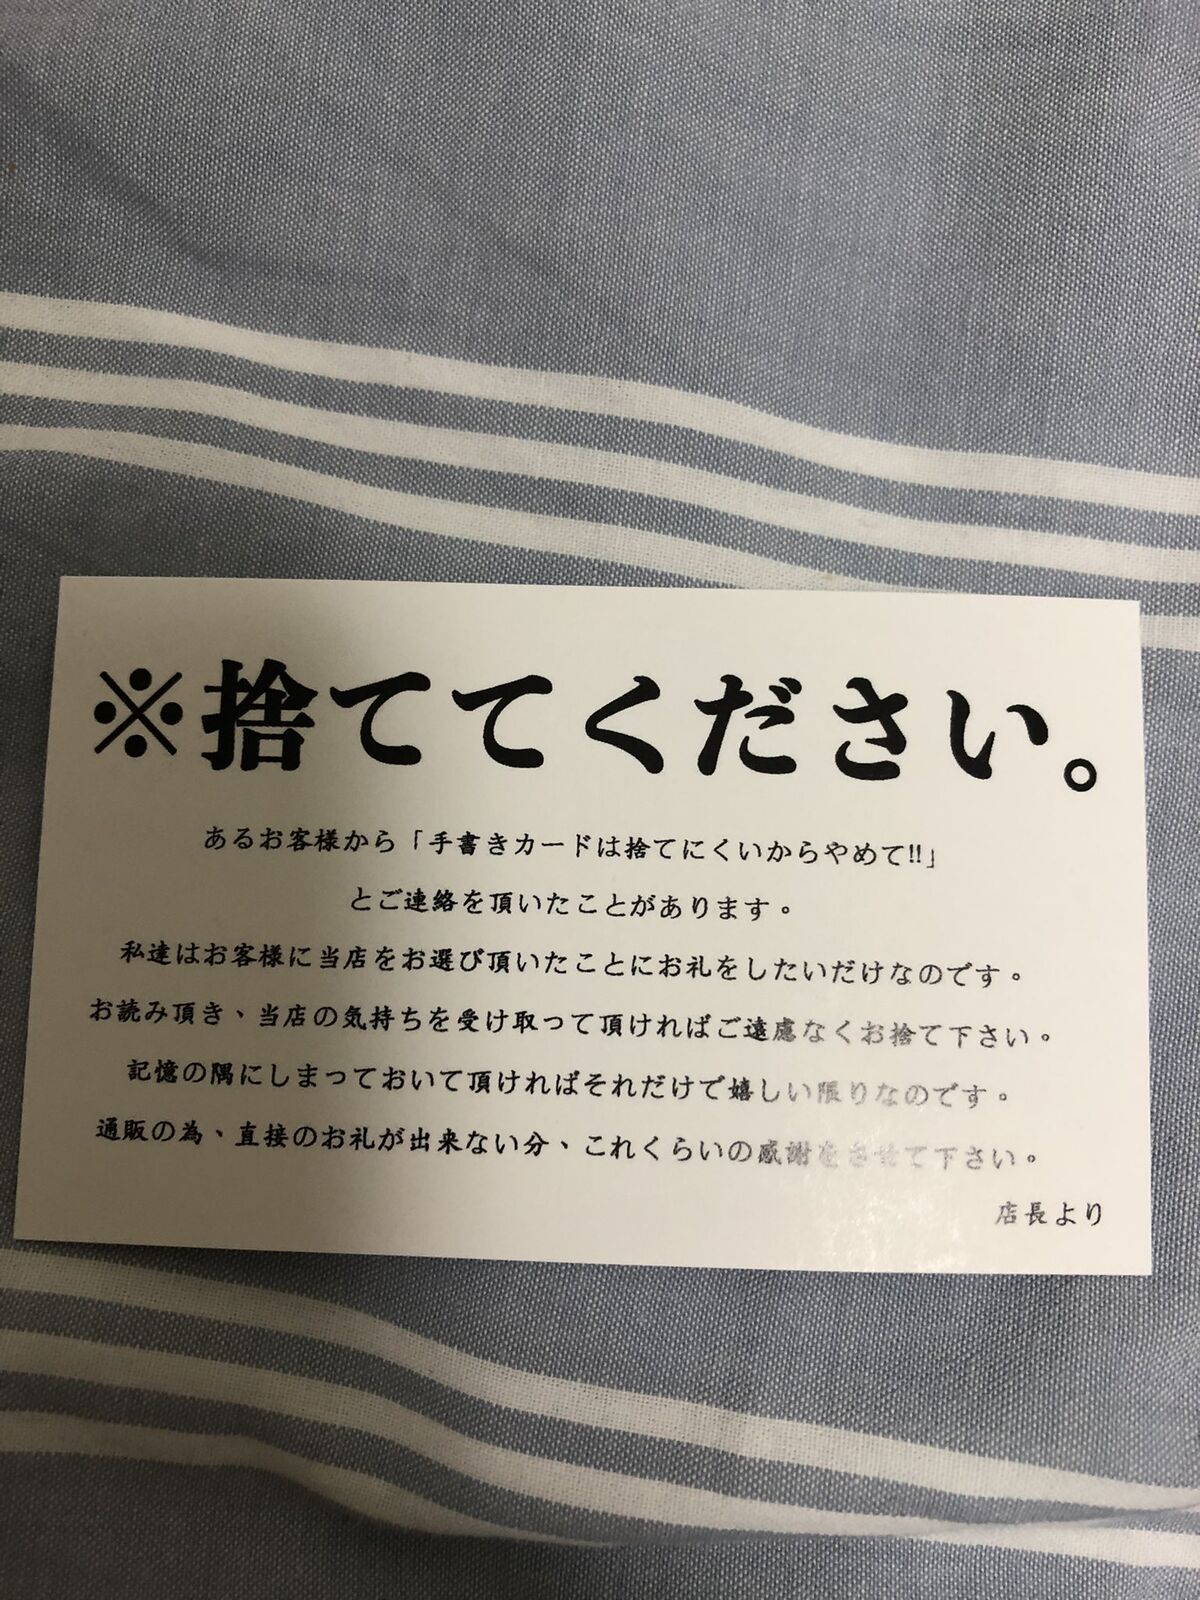 ※捨ててください。
あるお客様から「手書きカードは捨てにくいからやめて!!」
とご連絡を頂いたことがあります。
私達はお客様に当店をお選び頂いたことにお礼をしたいだけなのです。
お読み頂き、当店の気持ちを受け取って頂ければご遠慮なくお捨て下さい。
記憶の隅にしまっておいて頂ければそれだけで嬉しい限りなのです。
通販の為、直接のお礼が出来ない分、これくらいの感謝をさせて下さい。
店長より